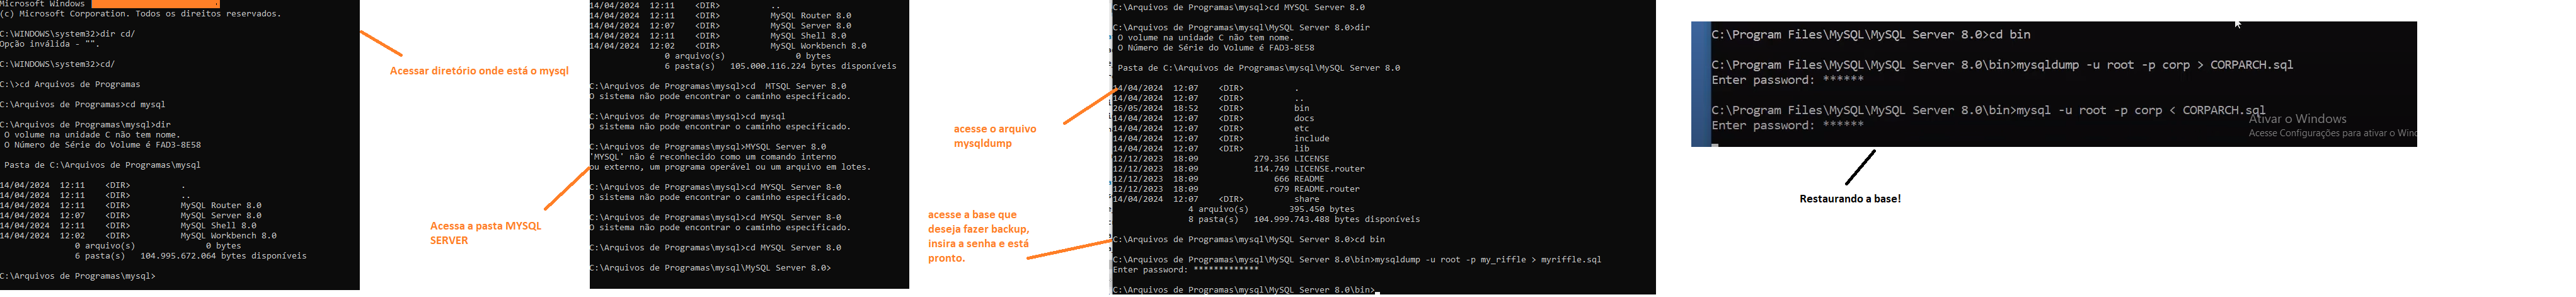 Microsoft Windows
(c) Microsoft Corporation. Todos os direitos reservados.
C:\WINDOWS\system32>dir cd/
Opção inválida - "".
C:\WINDOWS\system32>cd/
C:\>cd Arquivos de Programas
C:\Arquivos de Programas>cd mysql
C:\Arquivos de Programas\mysql>dir
O volume na unidade C não tem nome.
O Número de Série do Volume é FAD3-8E58
Pasta de C:\Arquivos de Programas\mysql
14/04/2024 12:11 <DIR> .
14/04/2024 12:11 <DIR> ..
14/04/2024 12:11 <DIR> MySQL Router 8.0
14/04/2024 12:07 <DIR> MySQL Server 8.0
14/04/2024 12:11 <DIR> MySQL Shell 8.0
14/04/2024 12:02 <DIR> MySQL Workbench 8.0
0 arquivo(s) 0 bytes
6 pasta(s) 104.995.672.064 bytes disponíveis
C:\Arquivos de Programas\mysql>
Acessar diretório onde está o mysql
Acessa a pasta MYSQL
SERVER
14/04/2024 12:11 <DIR> ..
14/04/2024 12:11 <DIR> MySQL Router 8.0
14/04/2024 12:07 <DIR> MySQL Server 8.0
14/04/2024 12:11 <DIR> MySQL Shell 8.0
14/04/2024 12:02 <DIR> MySQL Workbench 8.0
0 arquivo(s) 0 bytes
6 pasta(s) 105.000.116.224 bytes disponíveis
C:\Arquivos de Programas\mysql>cd MTSQL Server 8.0
O sistema não pode encontrar o caminho especificado.
C:\Arquivos de Programas\mysql>cd mysql
O sistema não pode encontrar o caminho especificado.
C:\Arquivos de Programas\mysql>MYSQL Server 8.0
'MYSQL' não é reconhecido como um comando interno
ou externo, um programa operável ou um arquivo em lotes.
C:\Arquivos de Programas\mysql>cd MYSQL Server 8-0
O sistema não pode encontrar o caminho especificado.
C:\Arquivos de Programas\mysql>cd MYSQL Server 8-0
O sistema não pode encontrar o caminho especificado.
C:\Arquivos de Programas\mysql>cd MYSQL Server 8.0
C:\Arquivos de Programas\mysql\MySQL Server 8.0>
acesse o arquivo
mysqldump
acesse a base que
deseja fazer backup,
insira a senha e está
pronto.
C:\Arquivos de Programas\mysql>cd MYSQL Server 8.0
C:\Arquivos de Programas\mysql\MySQL Server 8.0>dir
O volume na unidade C não tem nome.
O Número de Série do Volume é FAD3-8E58
Pasta de C:\Arquivos de Programas\mysql\MySQL Server 8.0
14/04/2024 12:07 <DIR> .
14/04/2024 12:07 <DIR> ..
26/05/2024 18:52 <DIR> bin
14/04/2024 12:07 <DIR> docs
14/04/2024 12:07 <DIR> etc
14/04/2024 12:07 <DIR> include
14/04/2024 12:07 <DIR> lib
12/12/2023 18:09 279.356 LICENSE
12/12/2023 18:09 114.749 LICENSE.router
12/12/2023 18:09 666 README
12/12/2023 18:09 679 README.router
14/04/2024 12:07 <DIR> share
4 arquivo(s) 395.450 bytes
8 pasta(s) 104.999.743.488 bytes disponíveis
C:\Arquivos de Programas\mysql\MySQL Server 8.0>cd bin
C:\Arquivos de Programas\mysql\MySQL Server 8.0\bin>mysqldump -u root -p my_riffle > myriffle.sql
Enter password: *************
C:\Arquivos de Programas\mysql\MySQL Server 8.0\bin>
C:\Program Files\MySQL\MySQL Server 8.0>cd bin
C:\Program Files\MySQL\MySQL Server 8.0\bin>mysqldump -u root -p corp > CORPARCH.sql
Enter password: ******
C:\Program Files\MySQL\MySQL Server 8.0\bin>mysql -u root -p corp < CORPARCH.sql
Enter password: ******
Ativar o Windows
Acesse Configurações para ativar o Winc
Restaurando a base!